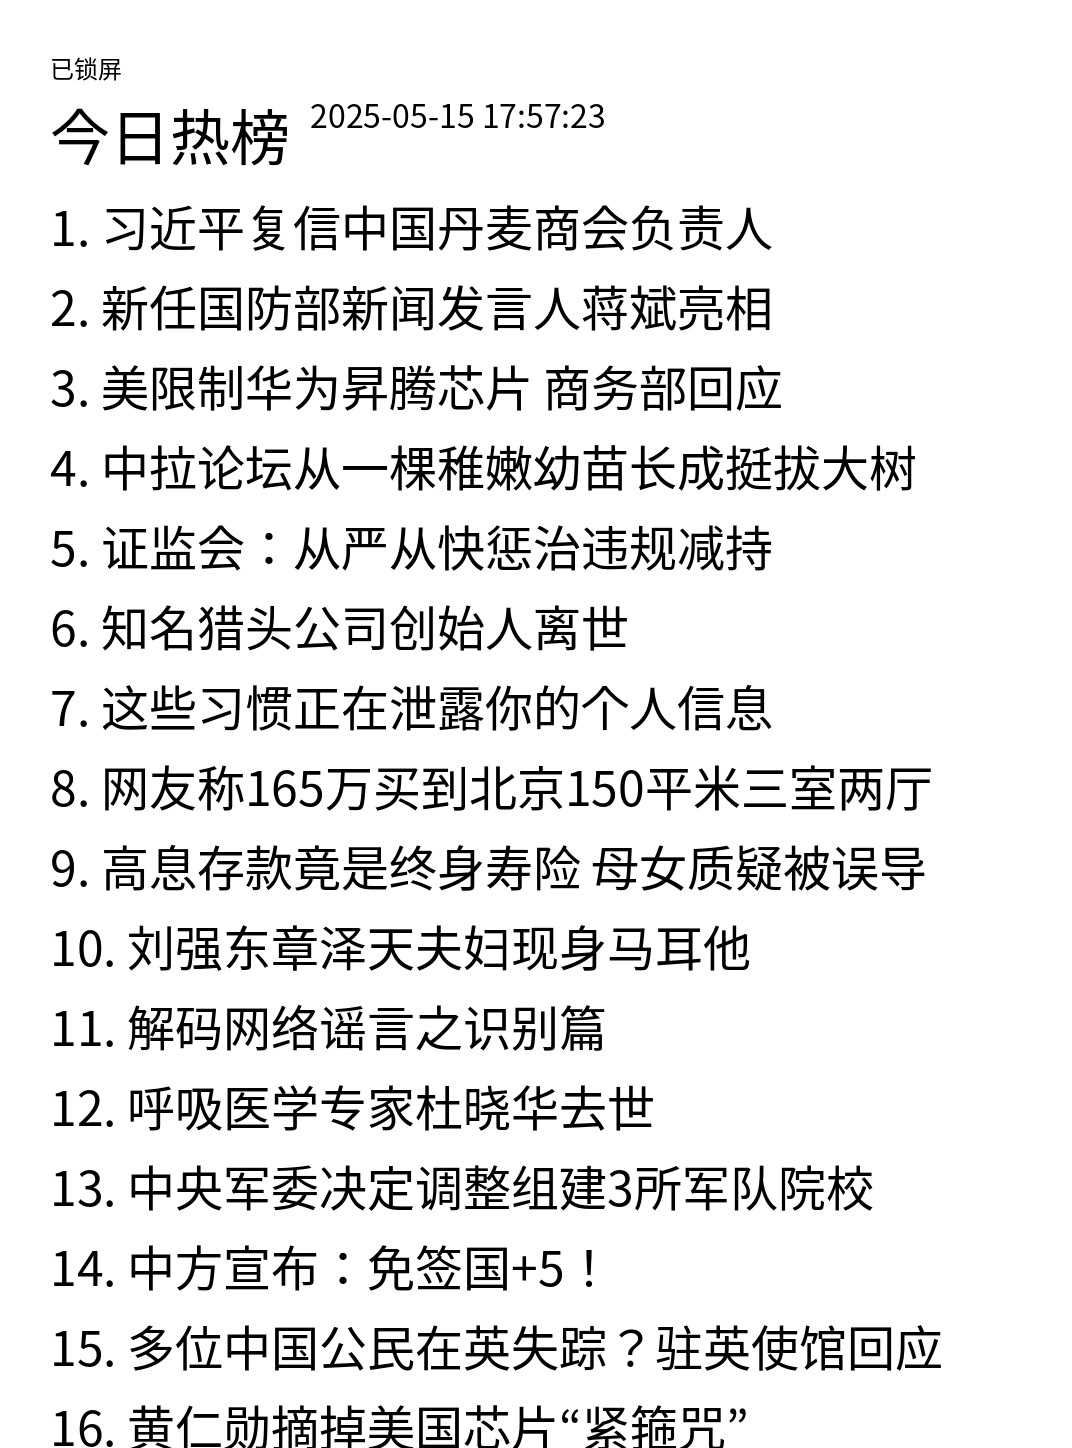 已锁屏
今日热榜 2025-05-15 17:57:23
1. 习近平复信中国丹麦商会负责人
2. 新任国防部新闻发言人蒋斌亮相
3. 美限制华为昇腾芯片 商务部回应
4. 中拉论坛从一棵稚嫩幼苗长成挺拔大树
5. 证监会：从严从快惩治违规减持
6. 知名猎头公司创始人离世
7. 这些习惯正在泄露你的个人信息
8. 网友称165万买到北京150平米三室两厅
9. 高息存款竟是终身寿险 母女质疑被误导
10. 刘强东章泽天夫妇现身马耳他
11. 解码网络谣言之识别篇
12. 呼吸医学专家杜晓华去世
13. 中央军委决定调整组建3所军队院校
14. 中方宣布：免签国+5！
15. 多位中国公民在英失踪？驻英使馆回应
16. 黄仁勋摘掉美国芯片“紧箍咒”